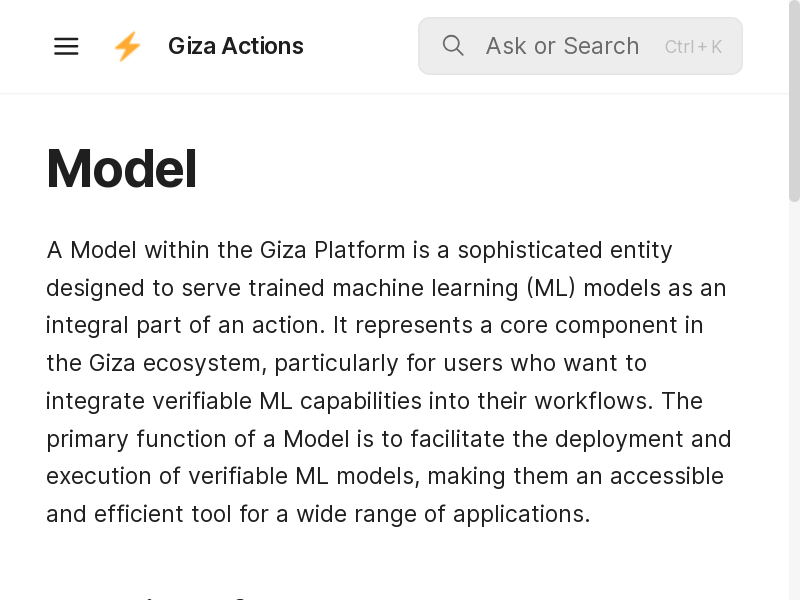 Giza Actions
Ask or Search Ctrl + K
Model
A Model within the Giza Platform is a sophisticated entity
designed to serve trained machine learning (ML) models as an
integral part of an action. It represents a core component in
the Giza ecosystem, particularly for users who want to
integrate verifiable ML capabilities into their workflows. The
primary function of a Model is to facilitate the deployment and
execution of verifiable ML models, making them an accessible
and efficient tool for a wide range of applications.